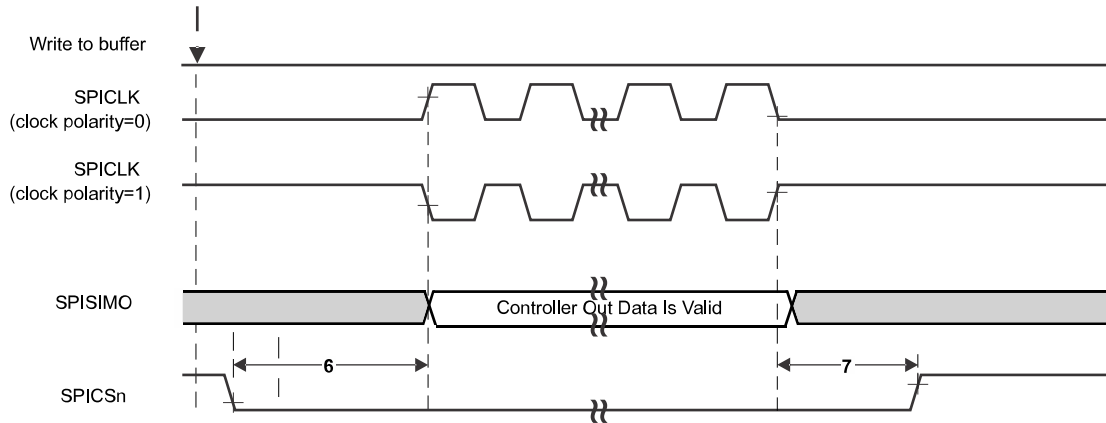 Write to buffer
SPICLK
(clock polarity=0)
SPICLK
(clock polarity=1)
SPISIMO
Controller Out Data Is Valid
6
7
SPICSn